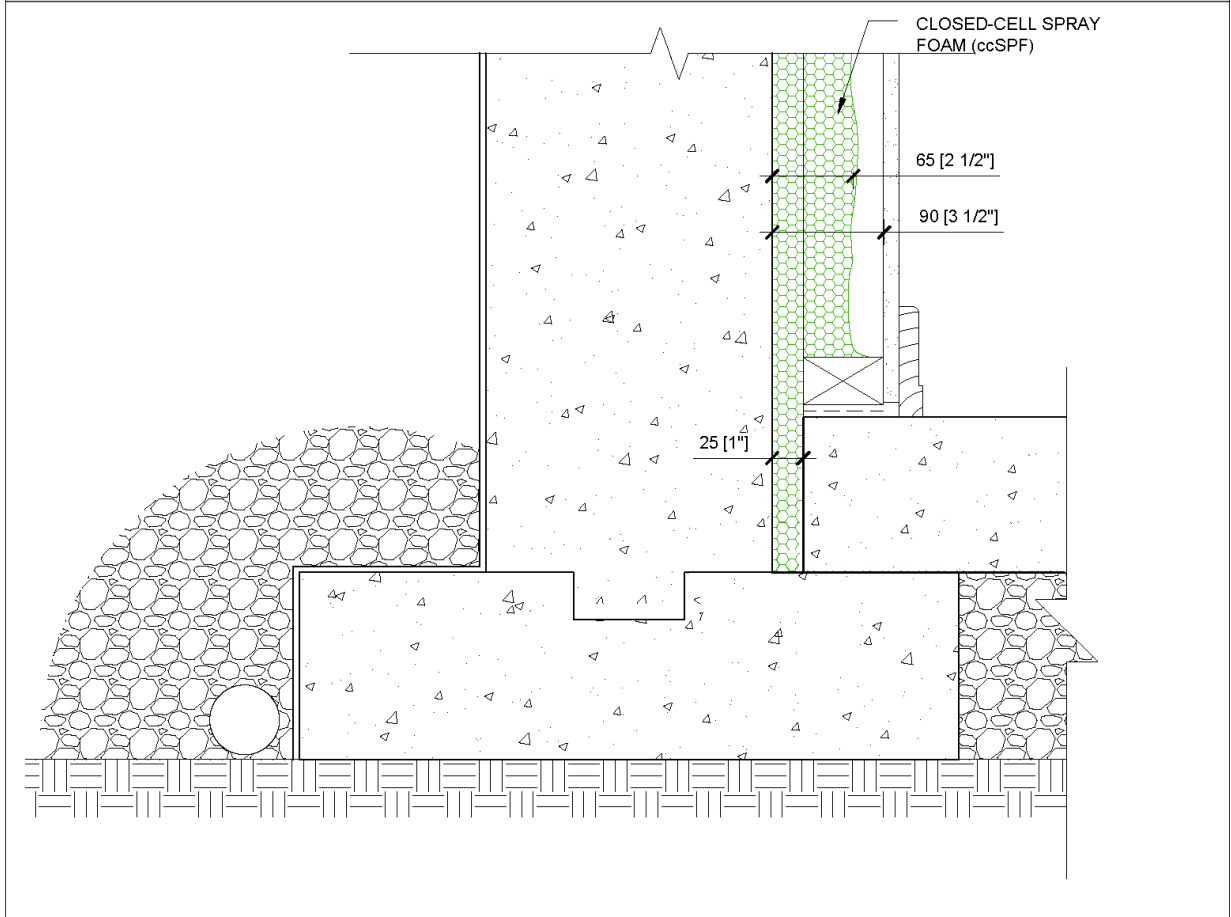 CLOSED-CELL SPRAY
FOAM (ccSPF)
65 [2 1/2"]
90 [3 1/2"]
25 [1"]